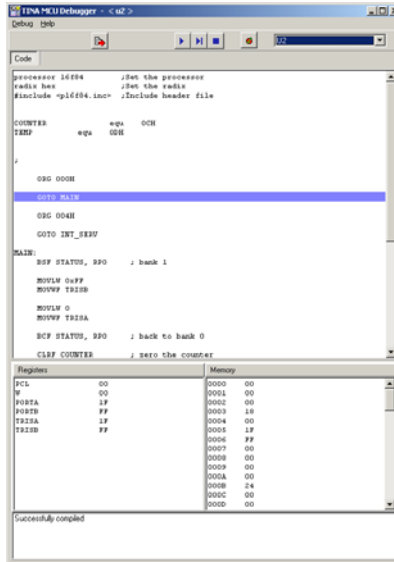 TINA MCU Debugger - < u2 >
Debug Help
U2
Code
processor 16f84 ;Set the processor
radix hex ;Set the radix
#include <p16f84.inc> ;Include header file
COUNTER equ 0CH
TEMP equ 0DH
;
ORG 000H
GOTO MAIN
ORG 004H
GOTO INT_SERV
MAIN:
BSF STATUS, RP0 ; bank 1
MOVLW 0xFF
MOVWF TRISB
MOVLW 0
MOVWF TRISA
BCF STATUS, RP0 ; back to bank 0
CLRF COUNTER ; zero the counter
Registers Memory
PCL 00
W 00
PORTA 1F
PORTB FF
TRISA 1F
TRISB FF
0000 00
0001 00
0002 00
0003 18
0004 00
0005 1F
0006 FF
0007 00
0008 00
0009 00
000A 00
000B 24
000C 00
000D 00
Successfully compiled